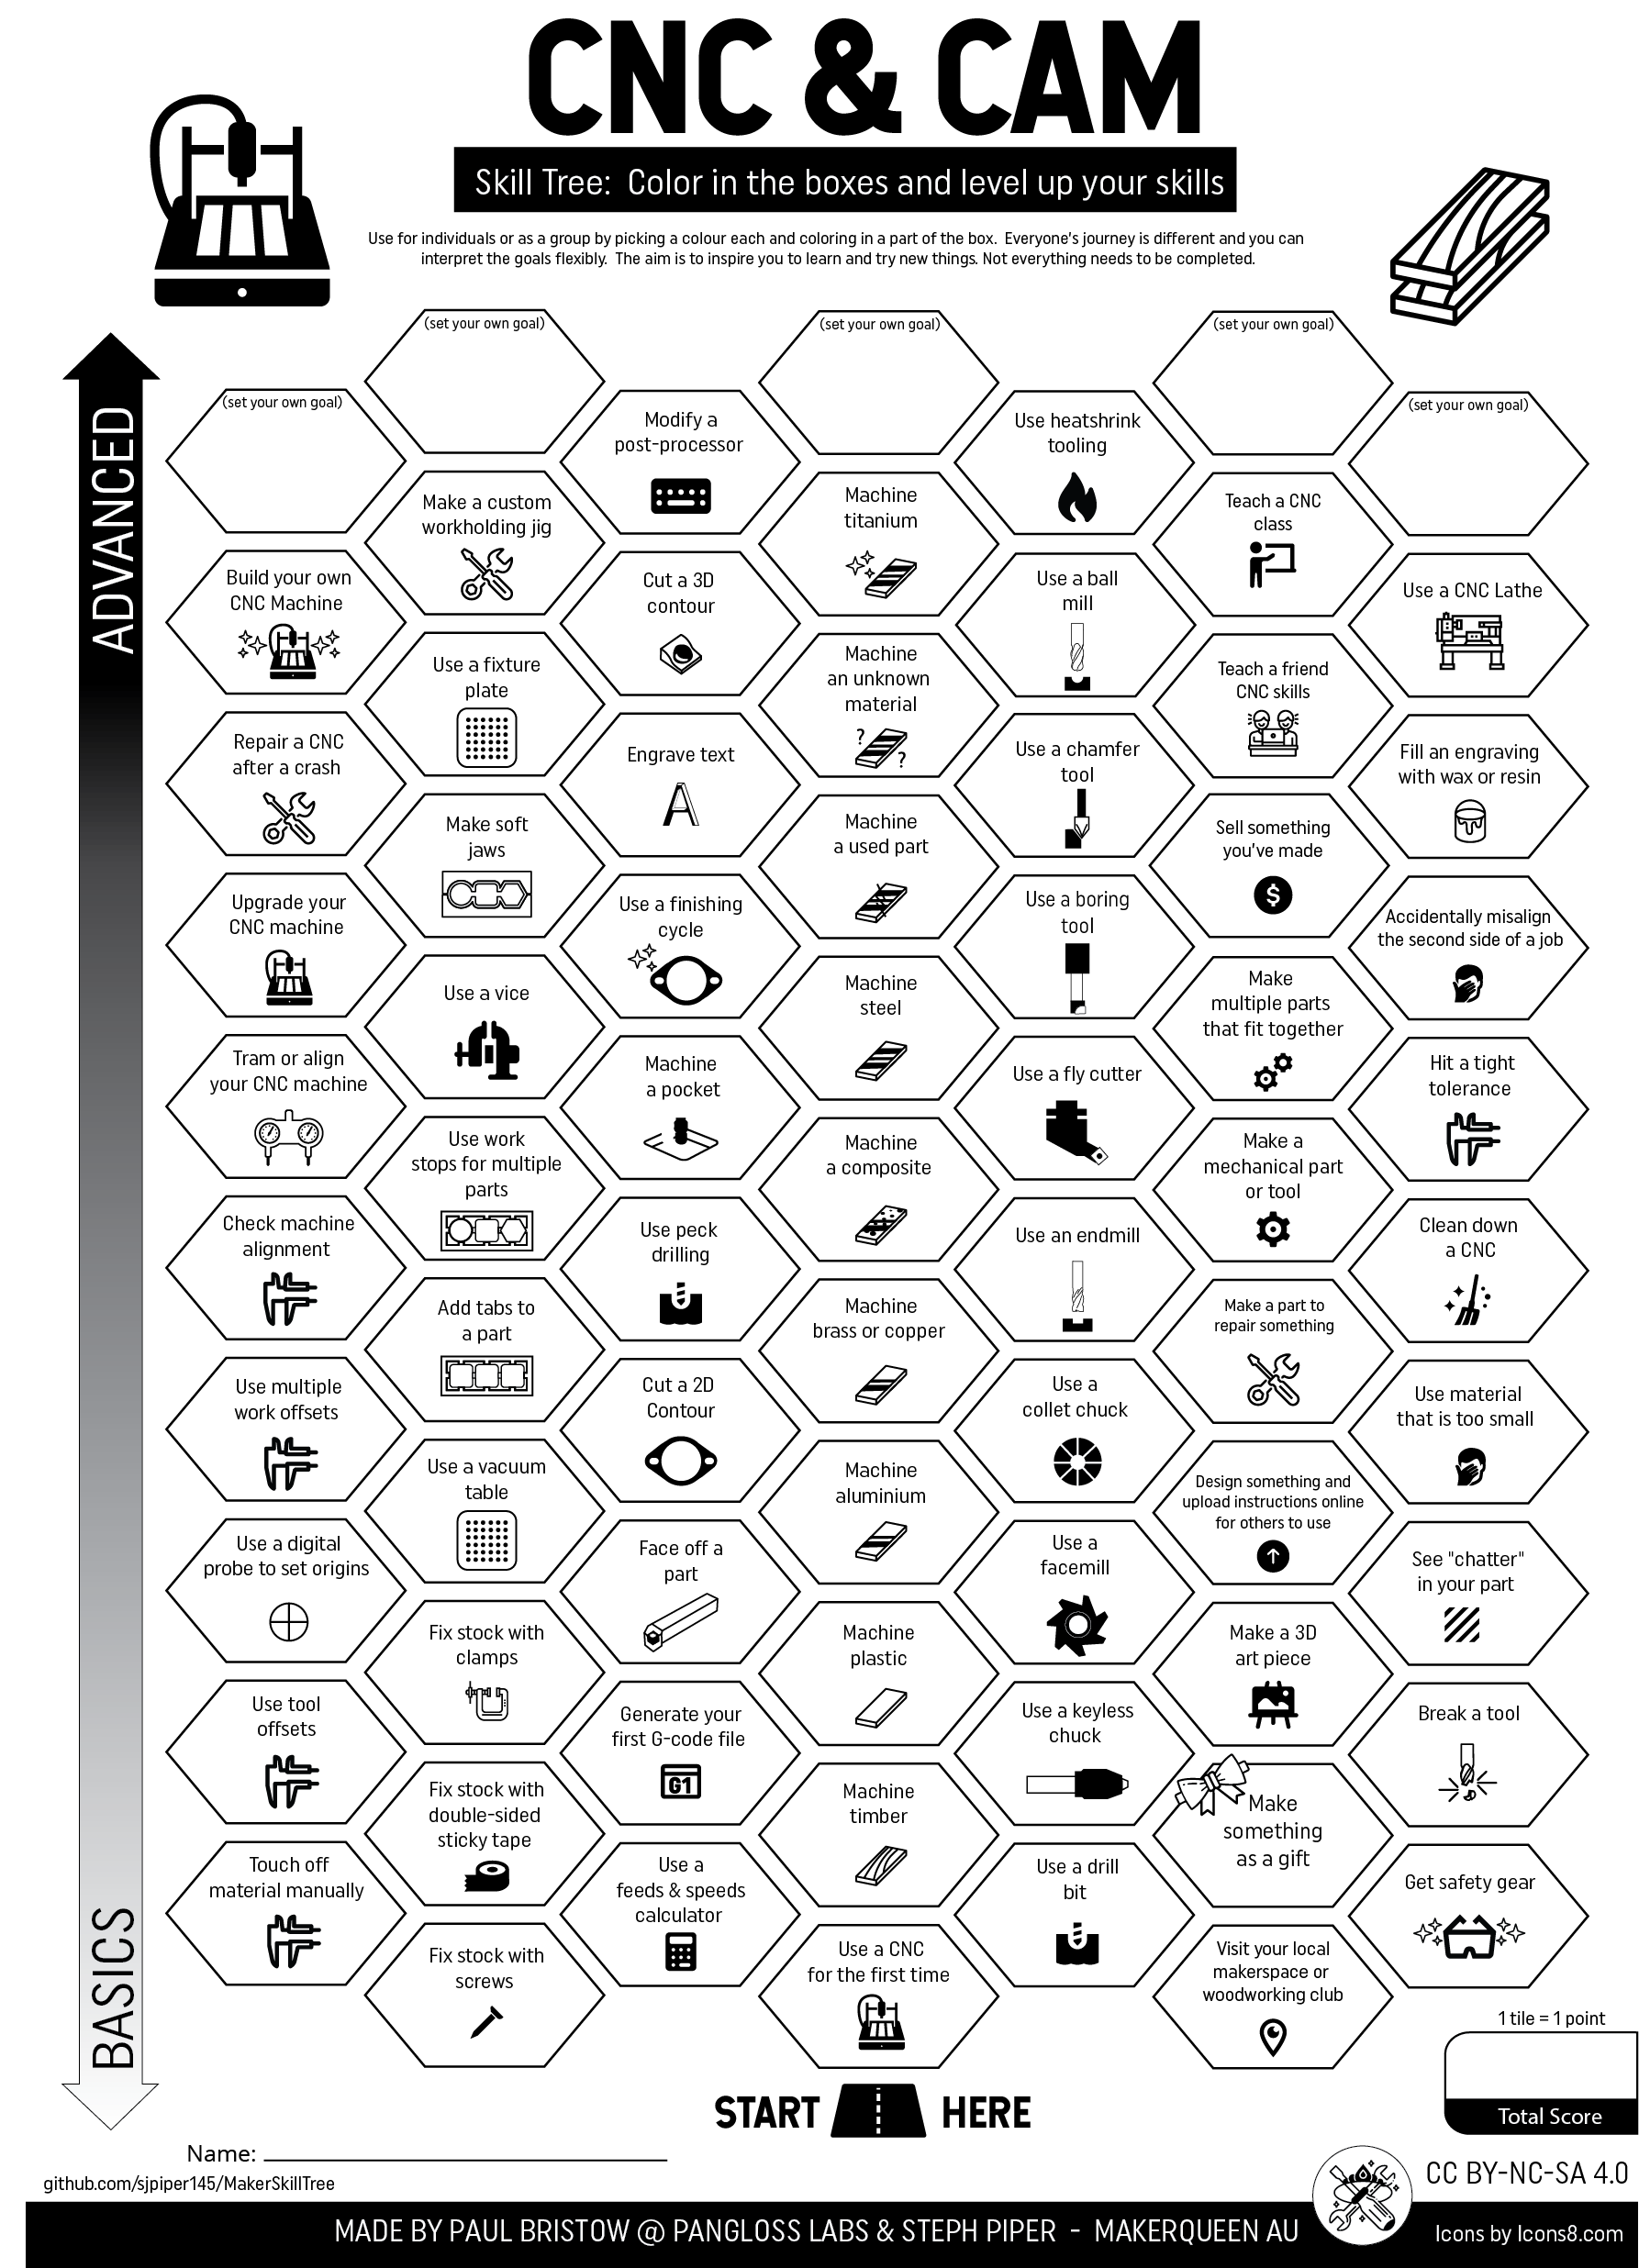 CNC & CAM
Skill Tree: Color in the boxes and level up your skills
Use for individuals or as a group by picking a colour each and coloring in a part of the box. Everyone's journey is different and you can
interpret the goals flexibly. The aim is to inspire you to learn and try new things. Not everything needs to be completed.
ADVANCED
BASICS
(set your own goal)
Build your own
CNC Machine
Repair a CNC
after a crash
Upgrade your
CNC machine
Tram or align
your CNC machine
Check machine
alignment
Use multiple
work offsets
Use a digital
probe to set origins
Use tool
offsets
Touch off
material manually
(set your own goal)
Make a custom
workholding jig
Use a fixture
plate
Make soft
jaws
Use a vice
Use work
stops for multiple
parts
Add tabs to
a part
Use a vacuum
table
Fix stock with
clamps
Fix stock with
double-sided
sticky tape
Fix stock with
screws
Modify a
post-processor
Cut a 3D
contour
Engrave text
A
Use a finishing
cycle
Machine
a pocket
Use peck
drilling
Cut a 2D
Contour
Face off a
part
Generate your
first G-code file
G1
Use a
feeds & speeds
calculator
(set your own goal)
Machine
titanium
Machine
an unknown
material
? ?
Machine
a used part
Machine
steel
Machine
a composite
Machine
brass or copper
Machine
aluminium
Machine
plastic
Machine
timber
Use a CNC
for the first time
Use heatshrink
tooling
Use a ball
mill
Use a chamfer
tool
Use a boring
tool
Use a fly cutter
Use an endmill
Use a
collet chuck
Use a
facemill
Use a keyless
chuck
Use a drill
bit
(set your own goal)
Teach a CNC
class
Teach a friend
CNC skills
Sell something
you've made
$
Make
multiple parts
that fit together
Make a
mechanical part
or tool
Make a part to
repair something
Design something and
upload instructions online
for others to use
Make a 3D
art piece
Make
something
as a gift
Visit your local
makerspace or
woodworking club
(set your own goal)
Use a CNC Lathe
Fill an engraving
with wax or resin
Accidentally misalign
the second side of a job
Hit a tight
tolerance
Clean down
a CNC
Use material
that is too small
See "chatter"
in your part
Break a tool
Get safety gear
1 tile = 1 point
Total Score
START HERE
Name:
github.com/sjpiper145/MakerSkillTree
CC BY-NC-SA 4.0
MADE BY PAUL BRISTOW @ PANGLOSS LABS & STEPH PIPER - MAKERQUEEN AU
Icons by Icons8.com